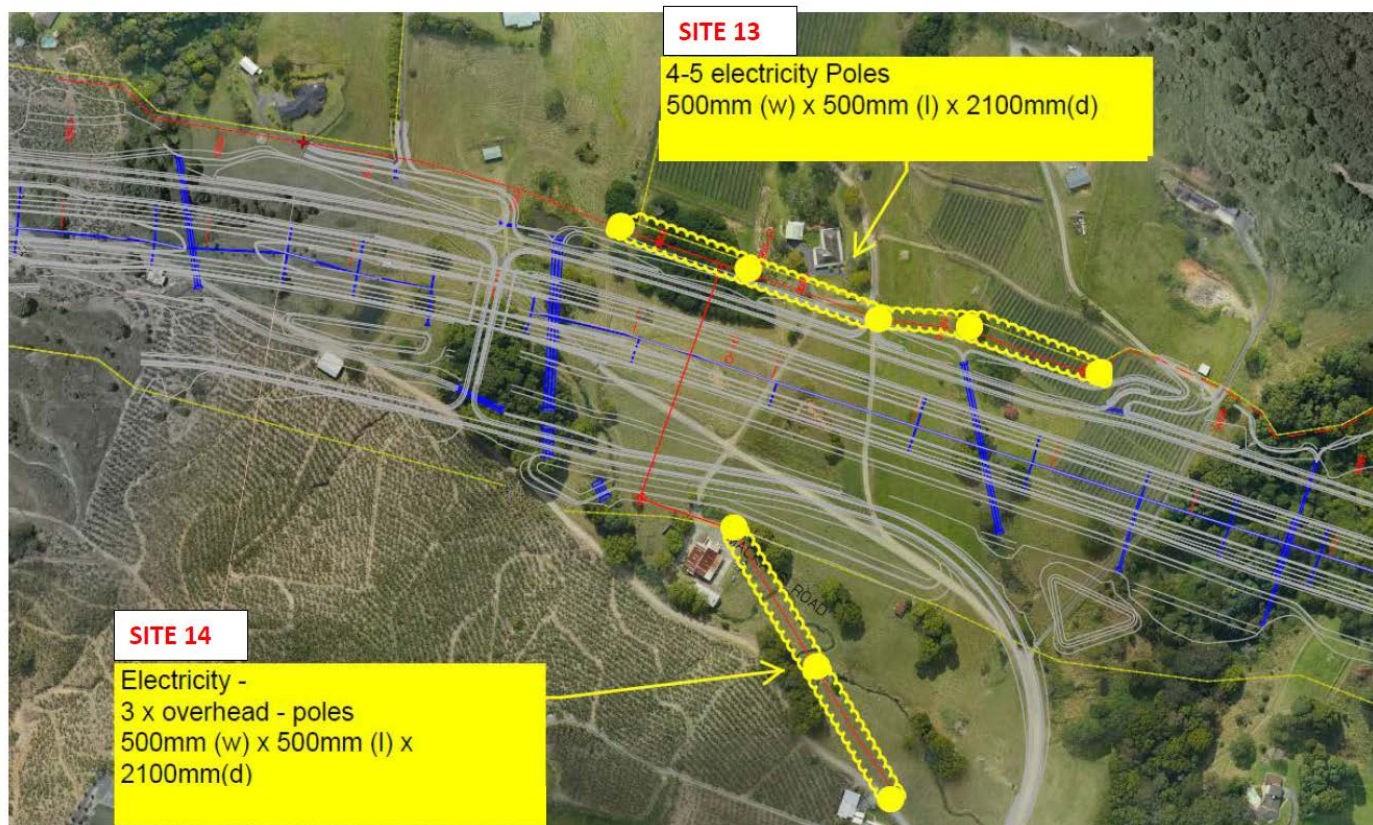 SITE 13
4-5 electricity Poles
500mm (w) x 500mm (l) x 2100mm(d)
ROAD
SITE 14
Electricity -
3 x overhead - poles
500mm (w) x 500mm (l) x
2100mm(d)